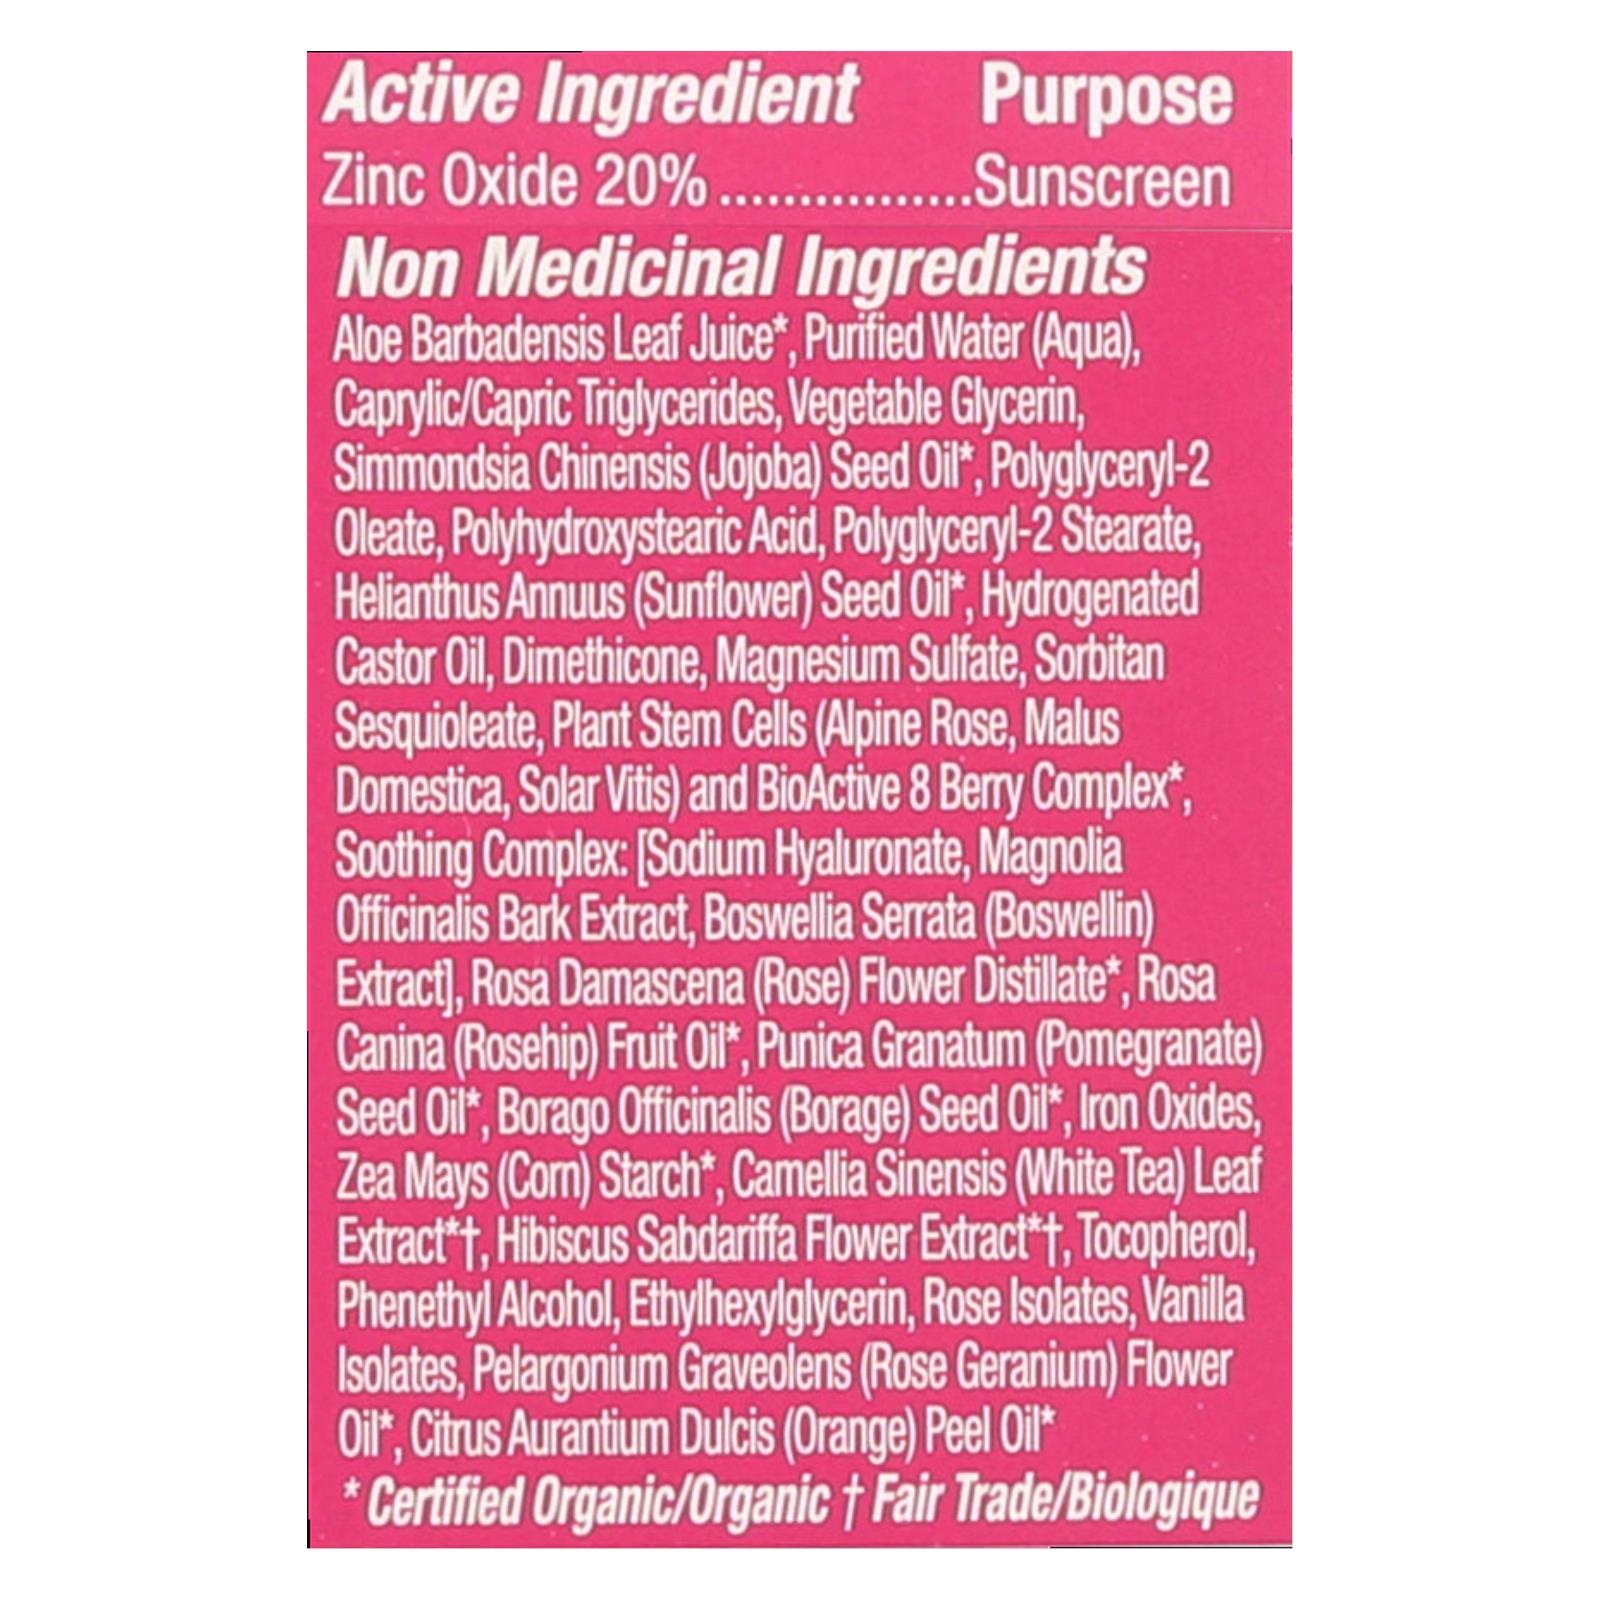 Active Ingredient Purpose
Zinc Oxide 20%................Sunscreen
Non Medicinal Ingredients
Aloe Barbadensis Leaf Juice*, Purified Water (Aqua),
Caprylic/Capric Triglycerides, Vegetable Glycerin,
Simmondsia Chinensis (Jojoba) Seed Oil*, Polyglyceryl-2
Oleate, Polyhydroxystearic Acid, Polyglyceryl-2 Stearate,
Helianthus Annuus (Sunflower) Seed Oil*, Hydrogenated
Castor Oil, Dimethicone, Magnesium Sulfate, Sorbitan
Sesquioleate, Plant Stem Cells (Alpine Rose, Malus
Domestica, Solar Vitis) and BioActive 8 Berry Complex*,
Soothing Complex: [Sodium Hyaluronate, Magnolia
Officinalis Bark Extract, Boswellia Serrata (Boswellin)
Extract], Rosa Damascena (Rose) Flower Distillate*, Rosa
Canina (Rosehip) Fruit Oil*, Punica Granatum (Pomegranate)
Seed Oil*, Borago Officinalis (Borage) Seed Oil*, Iron Oxides,
Zea Mays (Corn) Starch*, Camellia Sinensis (White Tea) Leaf
Extract*†, Hibiscus Sabdariffa Flower Extract*†, Tocopherol,
Phenethyl Alcohol, Ethylhexylglycerin, Rose Isolates, Vanilla
Isolates, Pelargonium Graveolens (Rose Geranium) Flower
Oil*, Citrus Aurantium Dulcis (Orange) Peel Oil*
* Certified Organic/Organic † Fair Trade/Biologique